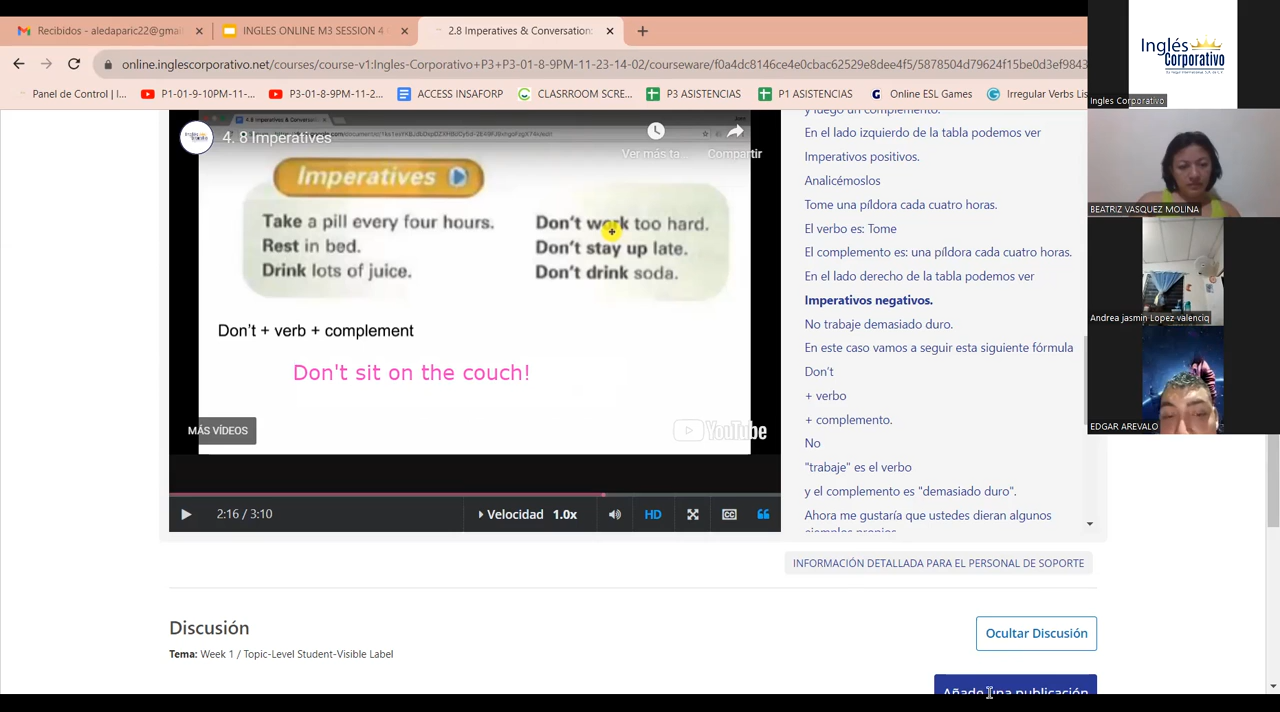 Recibidos - aledaparic22@gmai
INGLES ONLINE M3 SESSION 4
2.8 Imperatives & Conversation
online.inglescorporativo.net/courses/course-v1:Ingles-Corporativo+P3+P3-01-8-9PM-11-23-14-02/courseware/f0a4dc8146ce4e0cbac62529e8dee4f5/5878504d79624f15be0d3ef9843
Panel de Control | I...
P1-01-9-10PM-11-...
P3-01-8-9PM-11-2...
ACCESS INSAFORP
CLASRROOM SCRE...
P3 ASISTENCIAS
P1 ASISTENCIAS
Online ESL Games
Irregular Verbs Lis
4. 8 Imperatives
Ver más ta...
Compartir
Imperatives
Take a pill every four hours.
Rest in bed.
Drink lots of juice.
Don't work too hard.
Don't stay up late.
Don't drink soda.
Don't + verb + complement
Don't sit on the couch!
MÁS VÍDEOS
YouTube
2:16 / 3:10
Velocidad 1.0x
HD
CC
y luego un complemento.
En el lado izquierdo de la tabla podemos ver
Imperativos positivos.
Analicémoslos
Tome una píldora cada cuatro horas.
El verbo es: Tome
El complemento es: una píldora cada cuatro horas.
En el lado derecho de la tabla podemos ver
Imperativos negativos.
No trabaje demasiado duro.
En este caso vamos a seguir esta siguiente fórmula
Don't
+ verbo
+ complemento.
No
"trabaje" es el verbo
y el complemento es "demasiado duro".
Ahora me gustaría que ustedes dieran algunos
ejemplos propios
INFORMACIÓN DETALLADA PARA EL PERSONAL DE SOPORTE
Discusión
Tema: Week 1 / Topic-Level Student-Visible Label
Ocultar Discusión
Añade una publicación
Inglés
Corporativo
Ingles Corporativo
BEATRIZ VASQUEZ MOLINA
Andrea jasmin Lopez valenciq
EDGAR AREVALO